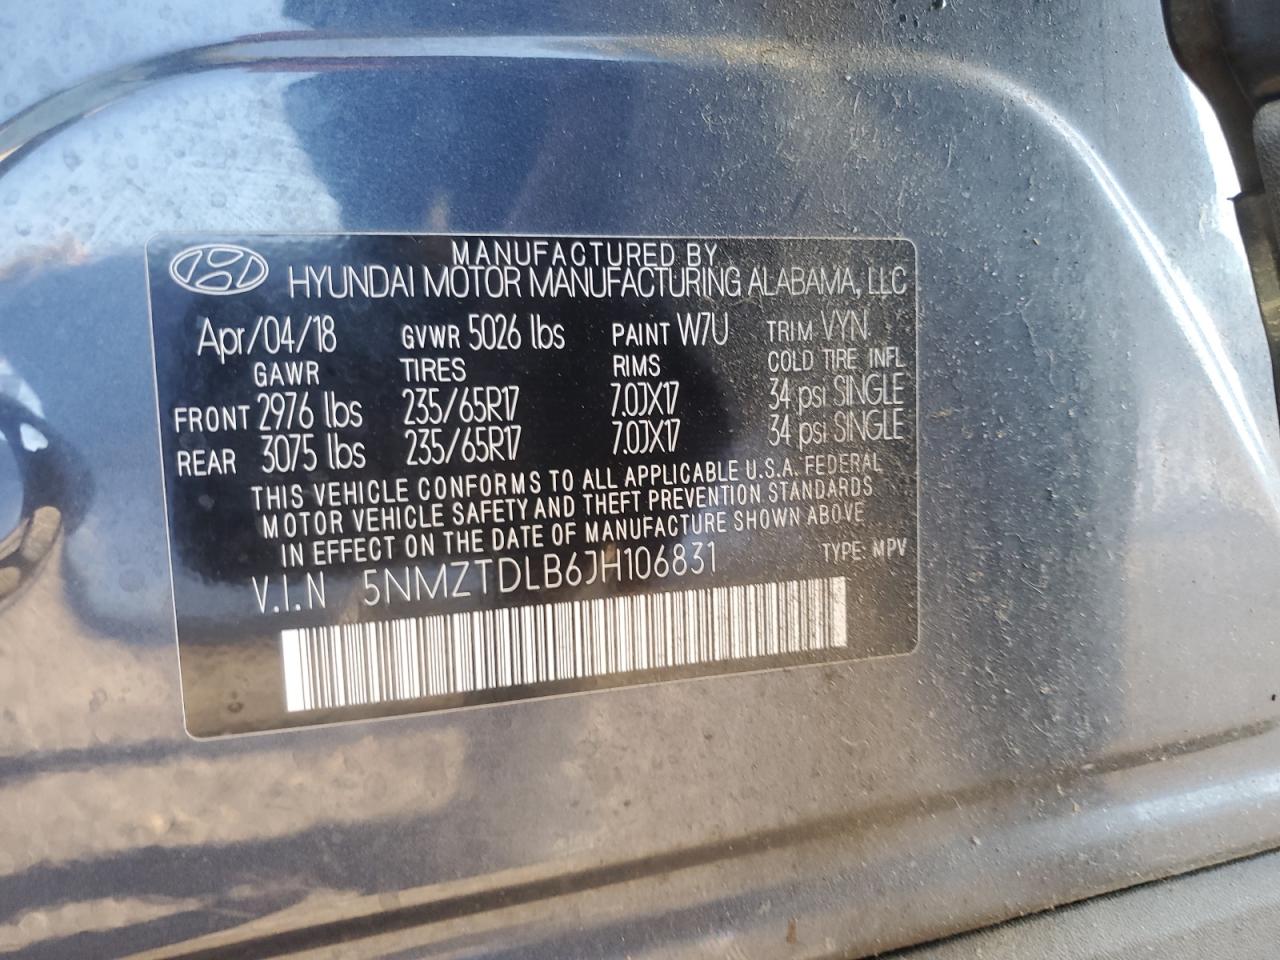 MANUFACTURED BY
HYUNDAI MOTOR MANUFACTURING ALABAMA, LLC
Apr/04/18 GVWR 5026 lbs PAINT W7U TRIM VYN
GAWR TIRES RIMS COLD TIRE INFL
FRONT 2976 lbs 235/65R17 7.0JX17 34 psi SINGLE
REAR 3075 lbs 235/65R17 7.0JX17 34 psi SINGLE
THIS VEHICLE CONFORMS TO ALL APPLICABLE U.S.A. FEDERAL
MOTOR VEHICLE SAFETY AND THEFT PREVENTION STANDARDS
IN EFFECT ON THE DATE OF MANUFACTURE SHOWN ABOVE
V.I.N 5NMZTDLB6JH106831 TYPE: MPV